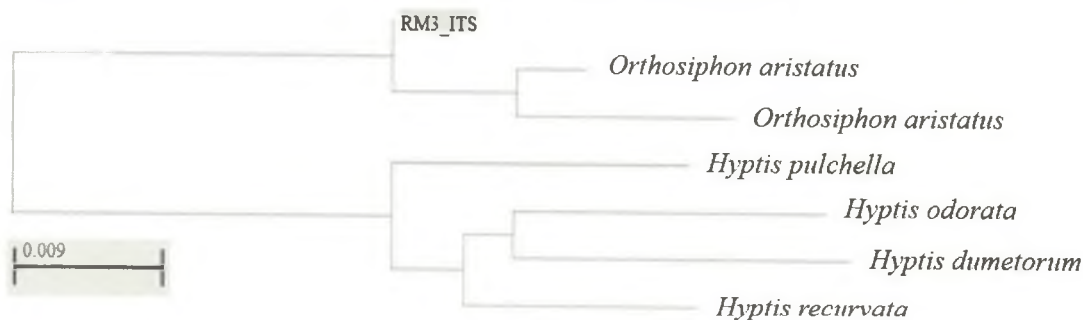 RM3_ITS
Orthosiphon aristatus
Orthosiphon aristatus
Hyptis pulchella
Hyptis odorata
0.009
Hyptis dumetorum
Hyptis recurvata